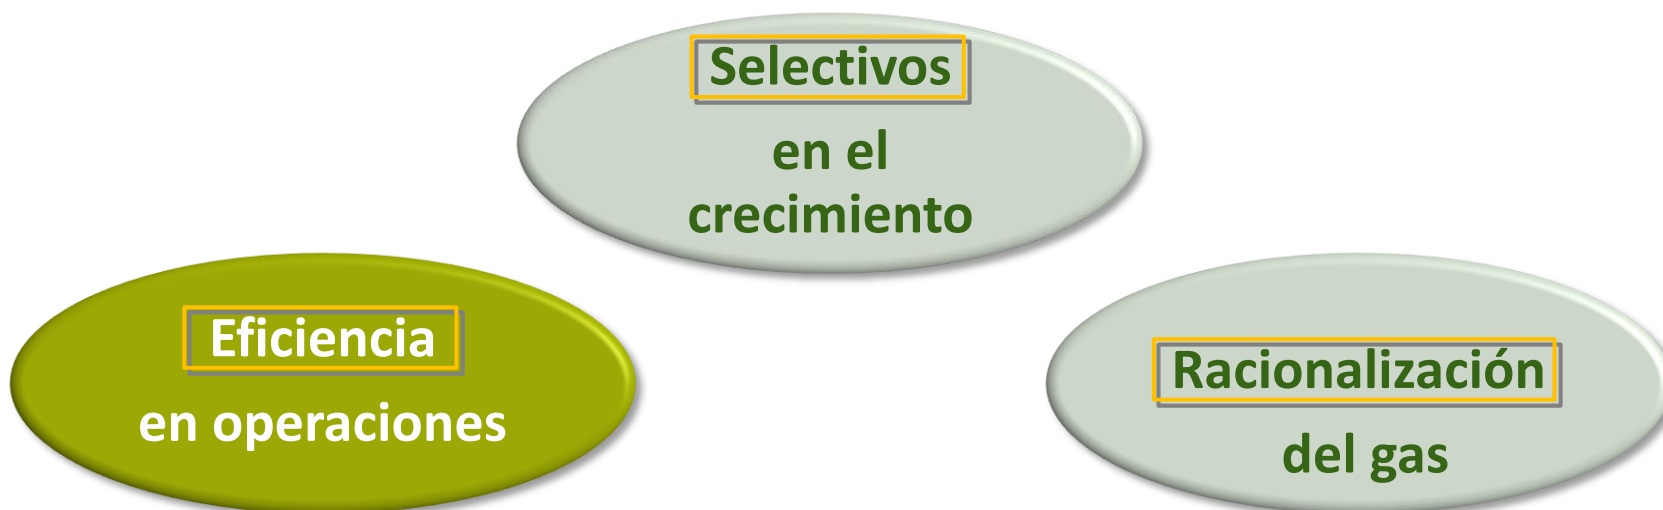 Selectivos
en el
crecimiento
Eficiencia
en operaciones
Racionalización
del gas